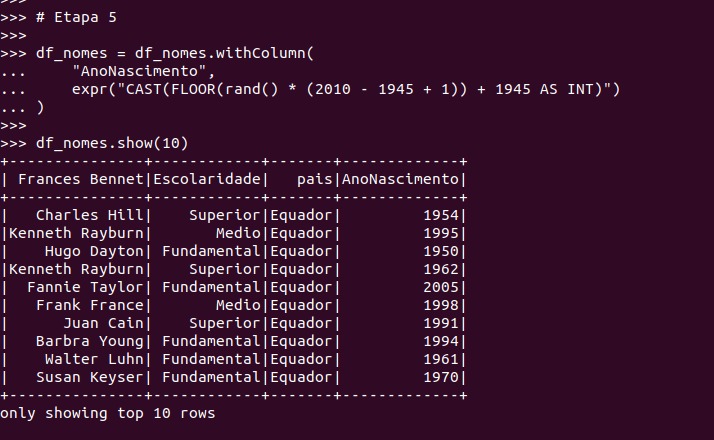 >>>
>>> # Etapa 5
>>>
>>> df_nomes = df_nomes.withColumn(
...     "AnoNascimento",
...     expr("CAST(FLOOR(rand() * (2010 - 1945 + 1)) + 1945 AS INT)")
... )
>>>
>>> df_nomes.show(10)
+---------------+------------+-------+-------------+
| Frances Bennet|Escolaridade|   pais|AnoNascimento|
+---------------+------------+-------+-------------+
|   Charles Hill|    Superior|Equador|         1954|
|Kenneth Rayburn|       Medio|Equador|         1995|
|    Hugo Dayton| Fundamental|Equador|         1950|
|Kenneth Rayburn|    Superior|Equador|         1962|
|  Fannie Taylor| Fundamental|Equador|         2005|
|   Frank France|       Medio|Equador|         1998|
|      Juan Cain|    Superior|Equador|         1991|
|   Barbra Young| Fundamental|Equador|         1994|
|    Walter Luhn| Fundamental|Equador|         1961|
|   Susan Keyser| Fundamental|Equador|         1970|
+---------------+------------+-------+-------------+
only showing top 10 rows